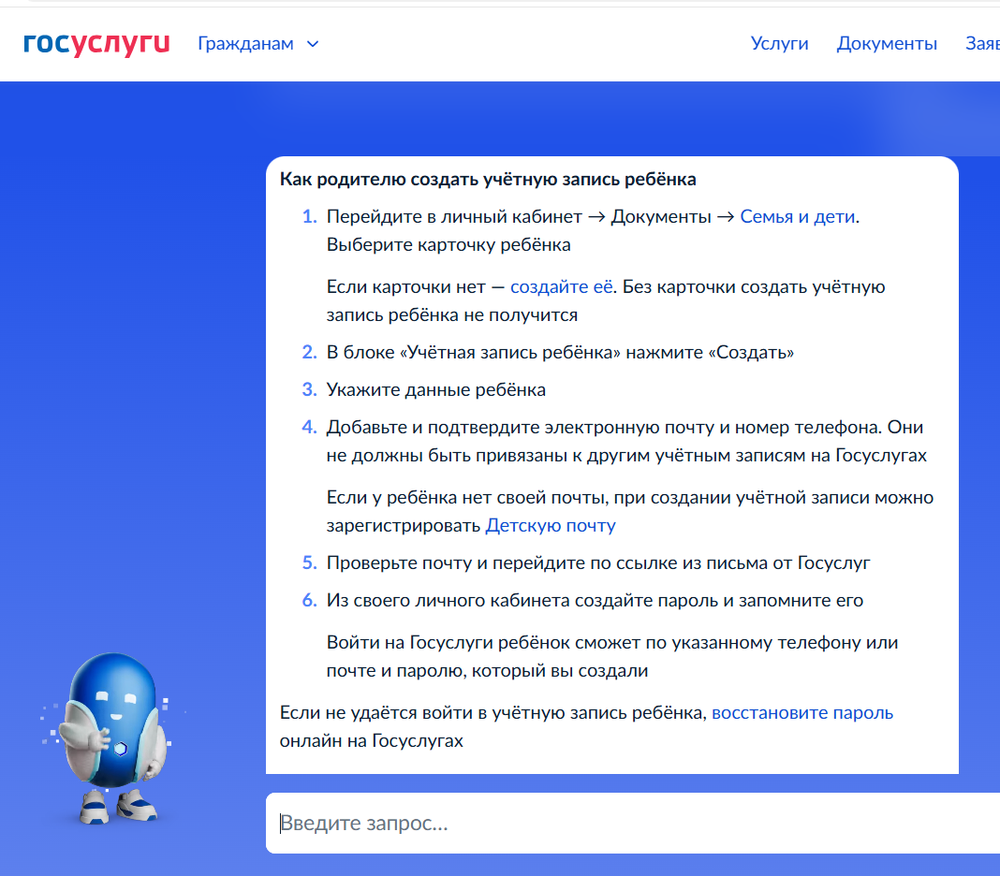 госуслуги Гражданам Услуги Документы
Как родителю создать учётную запись ребёнка
1. Перейдите в личный кабинет → Документы → Семья и дети.
Выберите карточку ребёнка
Если карточки нет — создайте её. Без карточки создать учётную
запись ребёнка не получится
2. В блоке «Учётная запись ребёнка» нажмите «Создать»
3. Укажите данные ребёнка
4. Добавьте и подтвердите электронную почту и номер телефона. Они
не должны быть привязаны к другим учётным записям на Госуслугах
Если у ребёнка нет своей почты, при создании учётной записи можно
зарегистрировать Детскую почту
5. Проверьте почту и перейдите по ссылке из письма от Госуслуг
6. Из своего личного кабинета создайте пароль и запомните его
Войти на Госуслуги ребёнок сможет по указанному телефону или
почте и паролю, который вы создали
Если не удаётся войти в учётную запись ребёнка, восстановите пароль
онлайн на Госуслугах
Введите запрос...